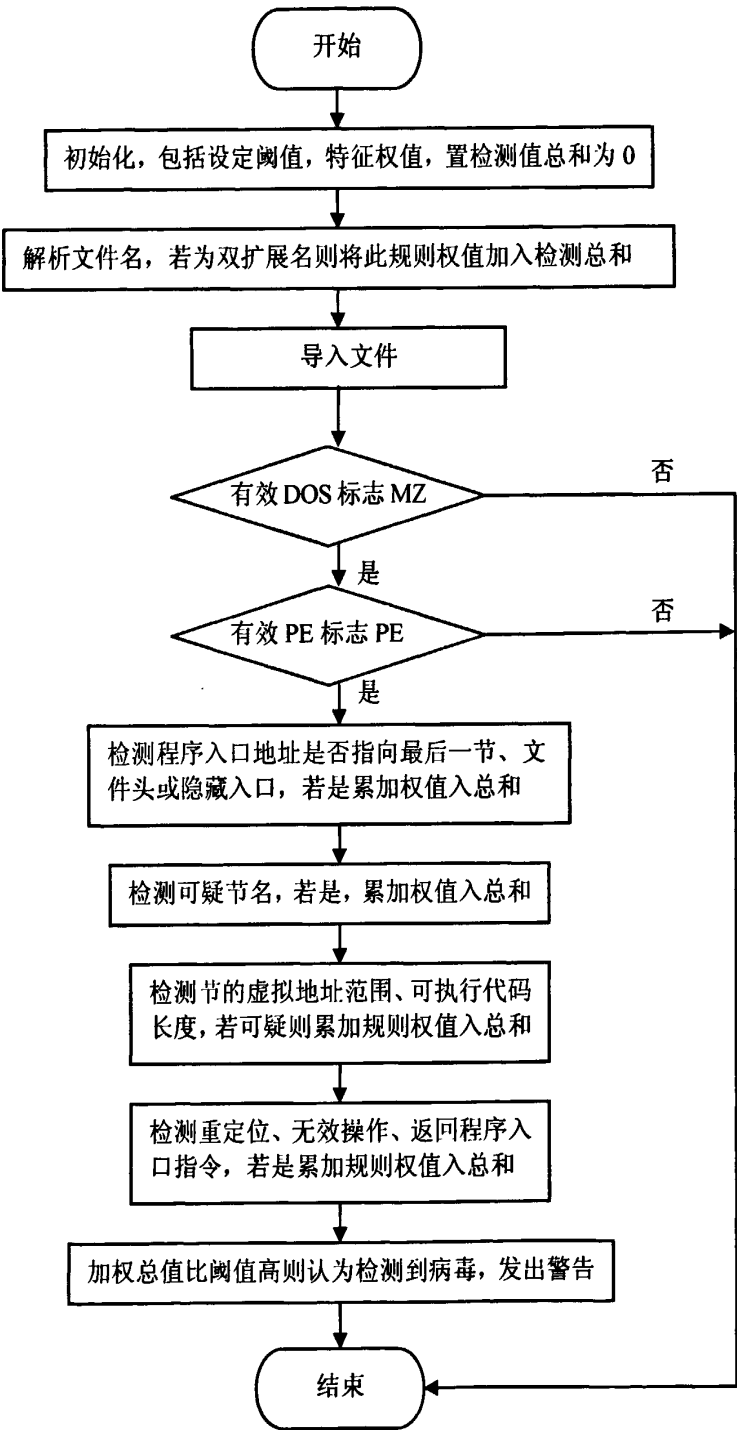 开始
初始化，包括设定阈值，特征权值，置检测值总和为 0
解析文件名，若为双扩展名则将此规则权值加入检测总和
导入文件
有效 DOS 标志 MZ
否
是
有效 PE 标志 PE
否
是
检测程序入口地址是否指向最后一节、文
件头或隐藏入口，若是累加权值入总和
检测可疑节名，若是，累加权值入总和
检测节的虚拟地址范围、可执行代码
长度，若可疑则累加规则权值入总和
检测重定位、无效操作、返回程序入
口指令，若是累加规则权值入总和
加权总值比阈值高则认为检测到病毒，发出警告
结束